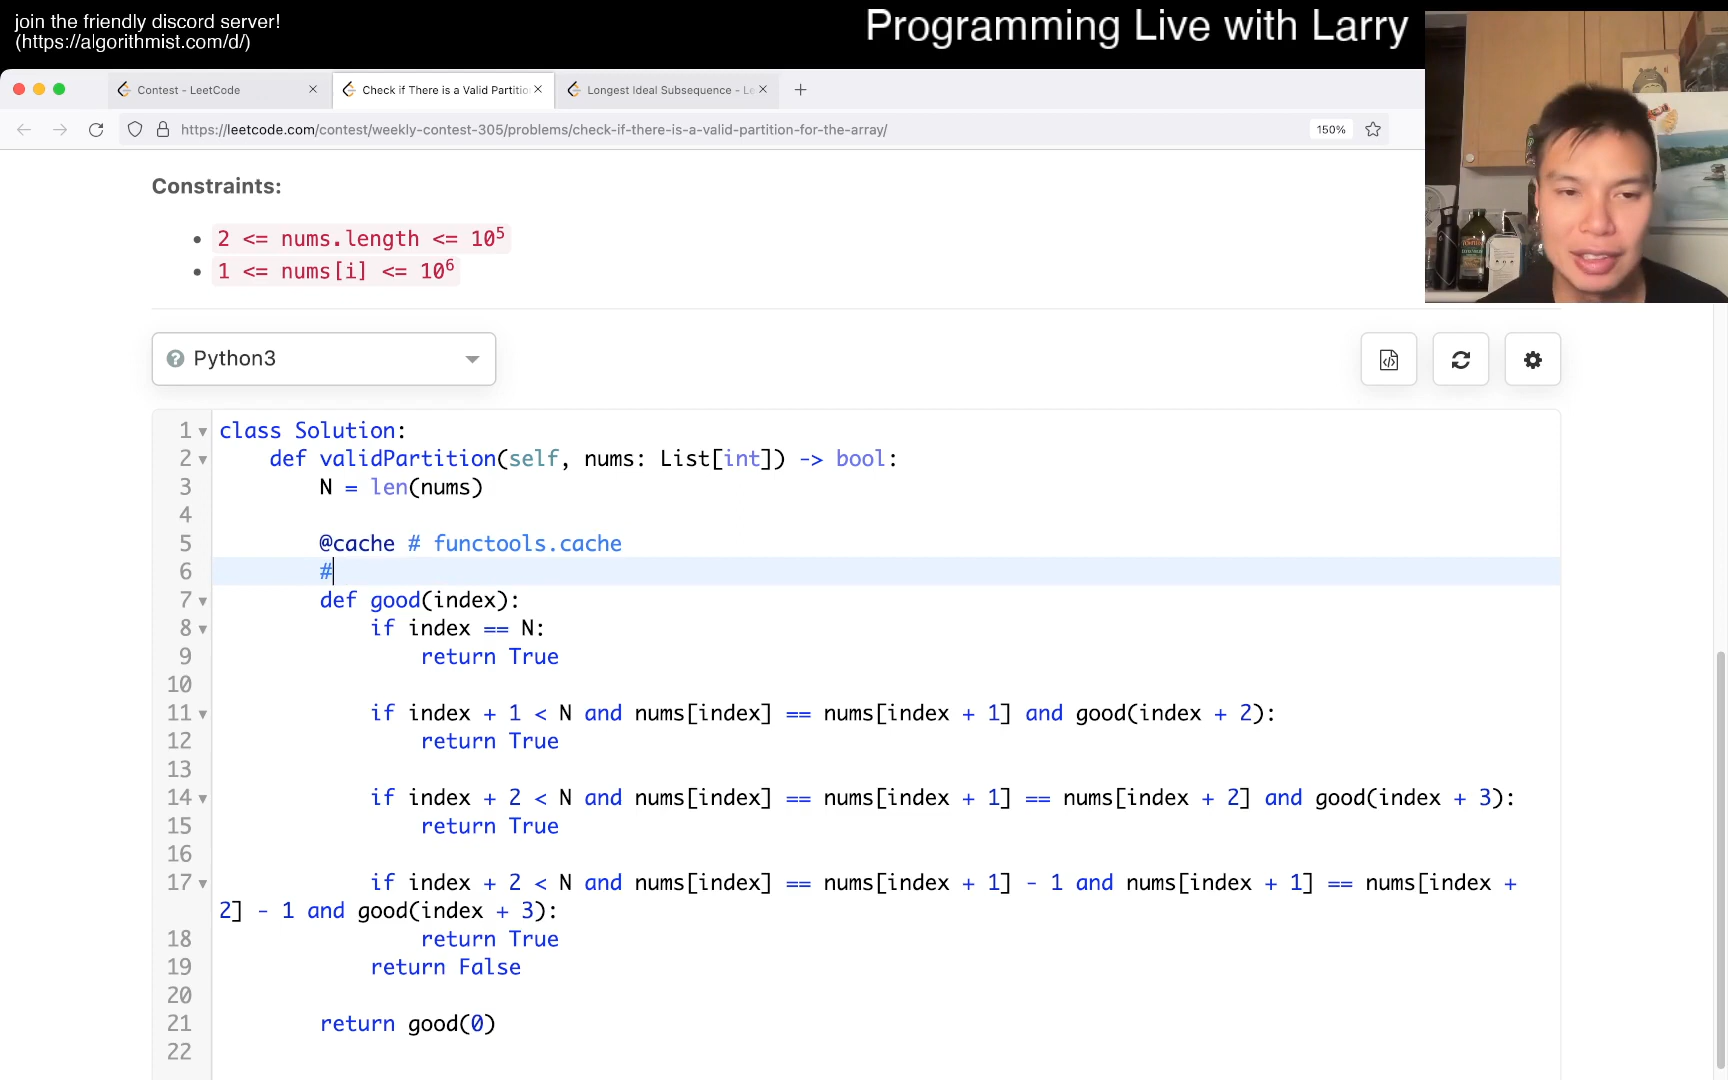 join the friendly discord server!
(https://algorithmist.com/d/)
Programming Live with Larry
Contest - LeetCode
Check if There is a Valid Partitio
Longest Ideal Subsequence - Le
https://leetcode.com/contest/weekly-contest-305/problems/check-if-there-is-a-valid-partition-for-the-array/
150%
Constraints:
2 <= nums.length <= 10⁵
1 <= nums[i] <= 10⁶
Python3
1 class Solution:
2     def validPartition(self, nums: List[int]) -> bool:
3         N = len(nums)
4
5         @cache # functools.cache
6         #
7         def good(index):
8             if index == N:
9                 return True
10
11             if index + 1 < N and nums[index] == nums[index + 1] and good(index + 2):
12                 return True
13
14             if index + 2 < N and nums[index] == nums[index + 1] == nums[index + 2] and good(index + 3):
15                 return True
16
17             if index + 2 < N and nums[index] == nums[index + 1] - 1 and nums[index + 1] == nums[index +
2] - 1 and good(index + 3):
18                 return True
19             return False
20
21         return good(0)
22